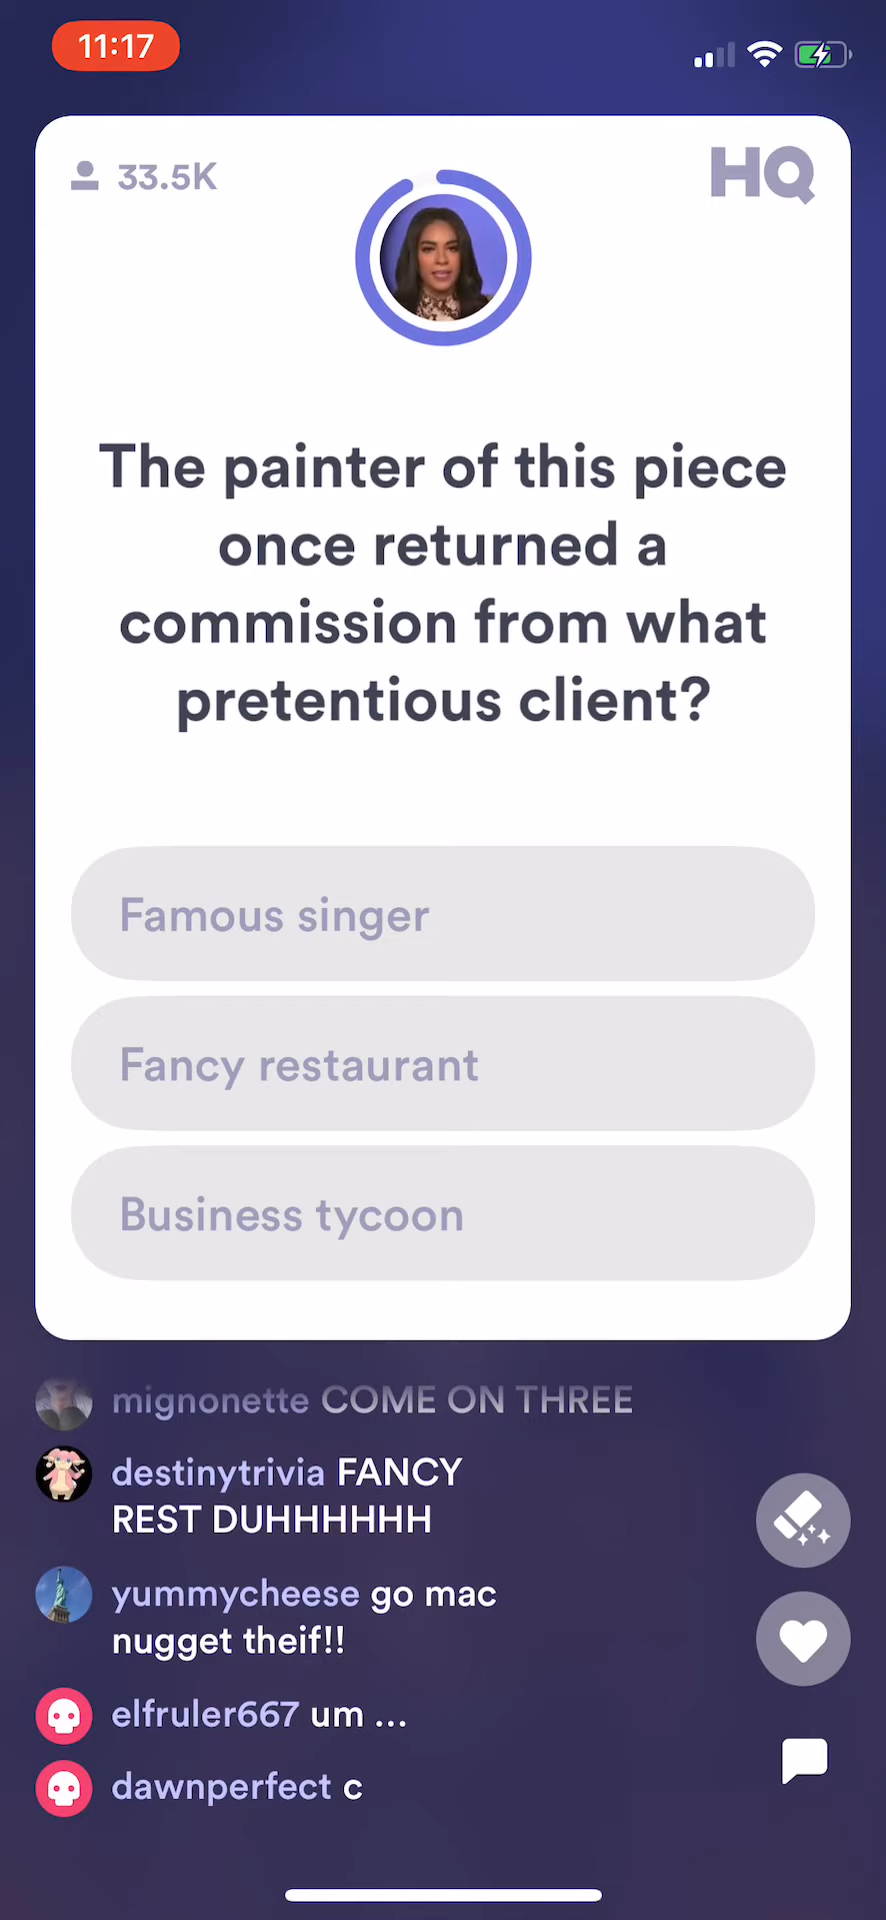 11:17
33.5K
HQ
The painter of this piece
once returned a
commission from what
pretentious client?
Famous singer
Fancy restaurant
Business tycoon
mignonette COME ON THREE
destinytrivia FANCY
REST DUHHHHHH
yummycheese go mac
nugget theif!!
elfruler667 um ...
dawnperfect c